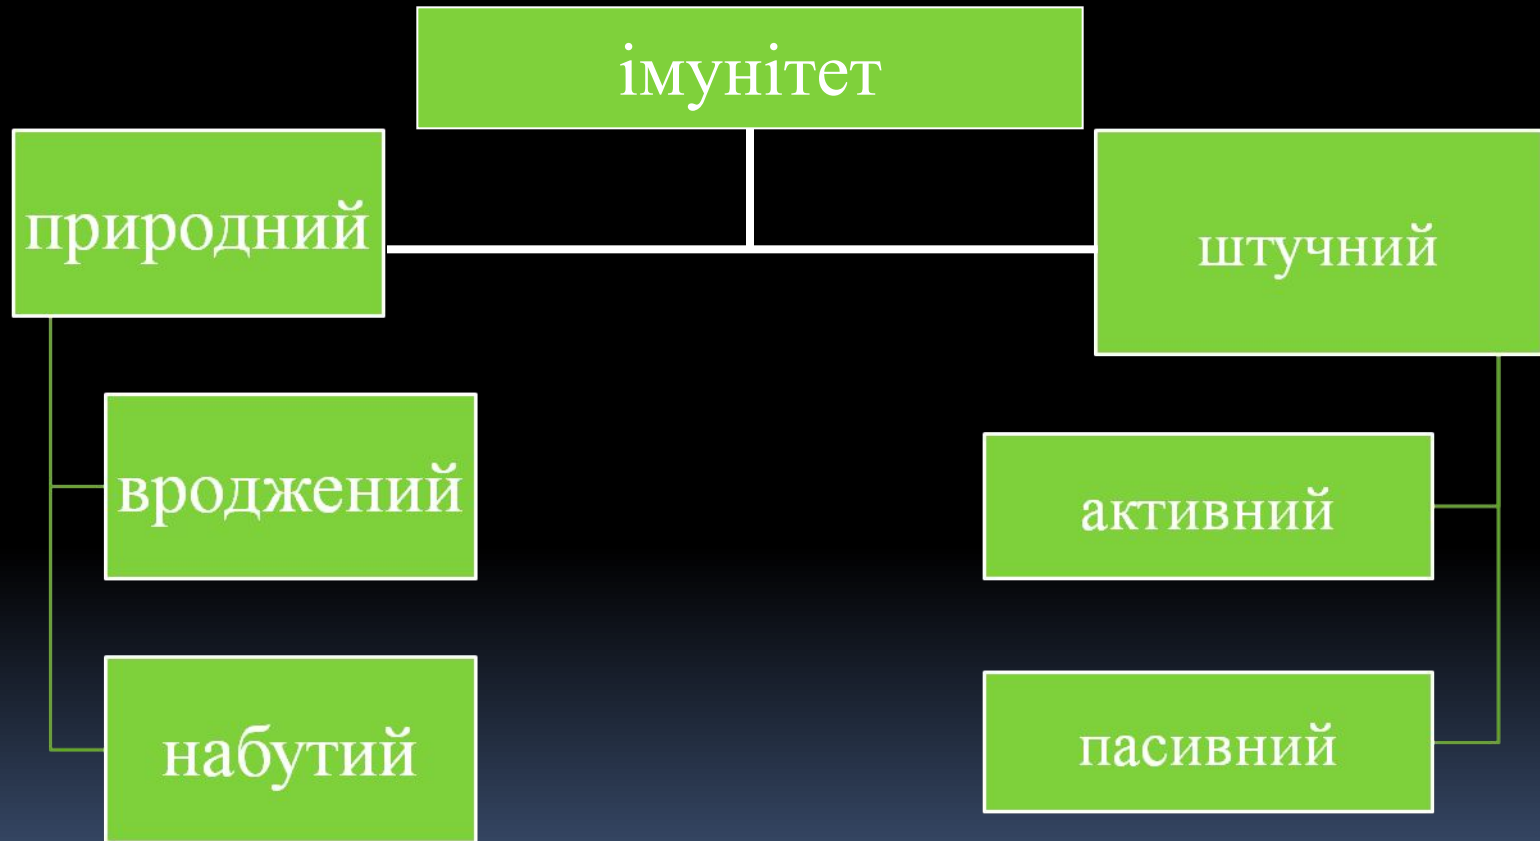 імунітет
природний
штучний
вроджений
активний
набутий
пасивний